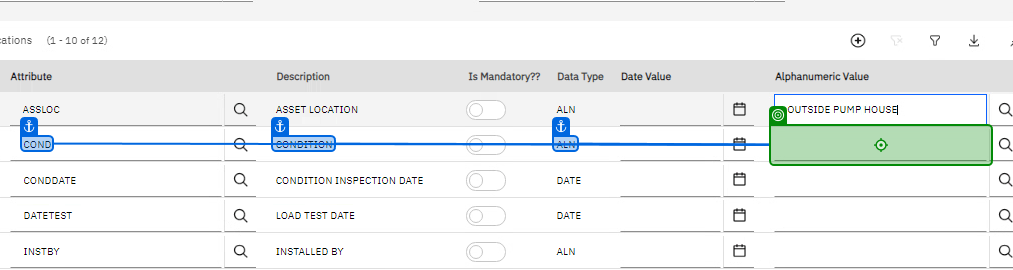 cations (1 - 10 of 12)
Attribute Description Is Mandatory?? Data Type Date Value Alphanumeric Value
ASSLOC ASSET LOCATION ALN OUTSIDE PUMP HOUSE
COND CONDITION ALN
CONDDATE CONDITION INSPECTION DATE DATE
DATETEST LOAD TEST DATE DATE
INSTBY INSTALLED BY ALN